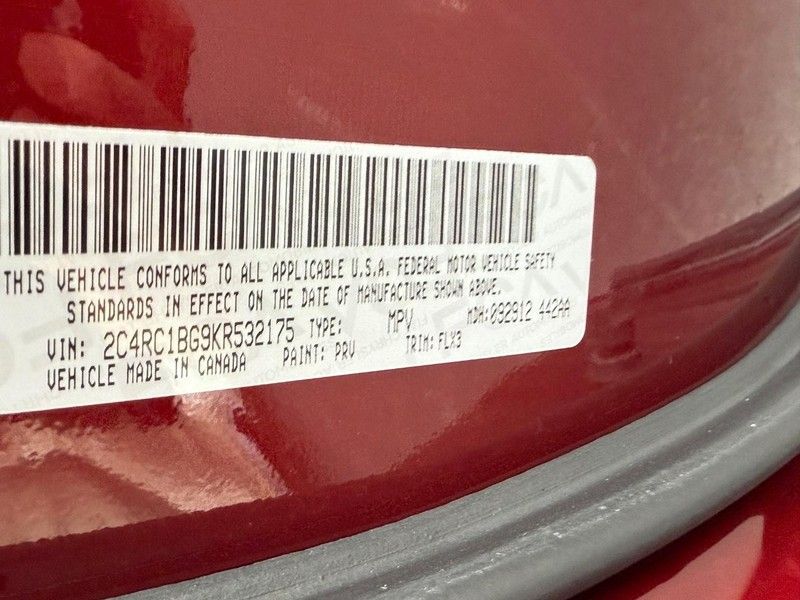 THIS VEHICLE CONFORMS TO ALL APPLICABLE U.S.A. FEDERAL MOTOR VEHICLE SAFETY
STANDARDS IN EFFECT ON THE DATE OF MANUFACTURE SHOWN ABOVE.
VIN: 2C4RC1BG9KR532175 TYPE: MPV MDH:092912 442AA
VEHICLE MADE IN CANADA PAINT: PRV TRIM:FLX3